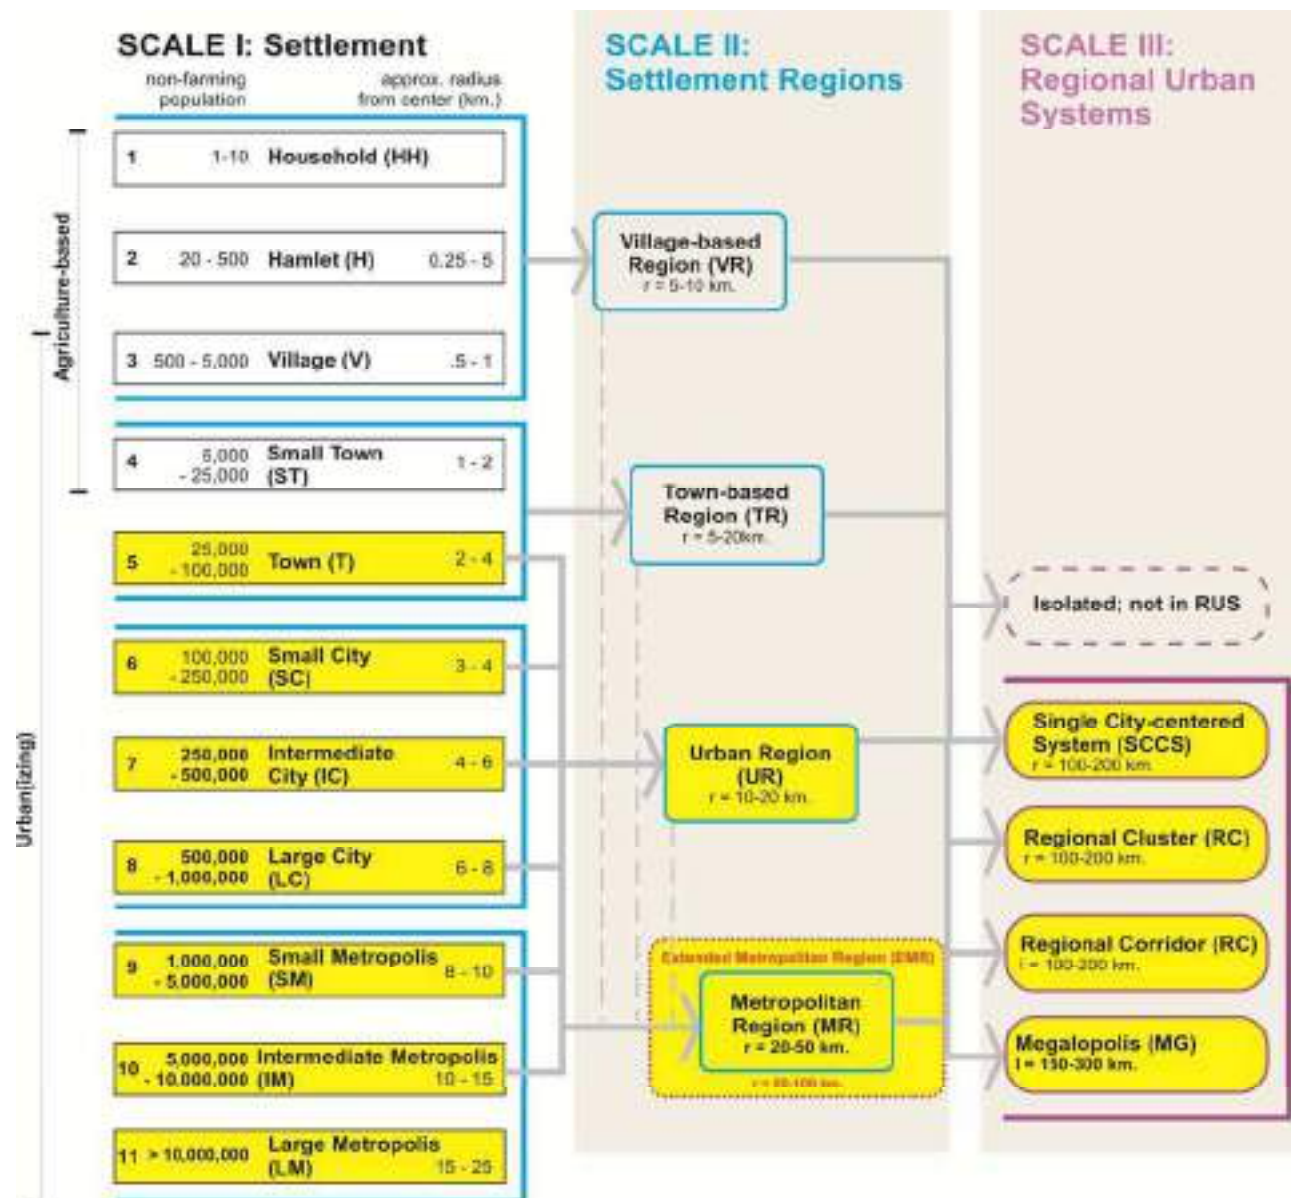 SCALE I: Settlement
non-farming
population
approx. radius
from center (km.)
SCALE II:
Settlement Regions
SCALE III:
Regional Urban
Systems
Agriculture-based
Urban(izing)
1 1-10 Household (HH)
2 20 - 500 Hamlet (H) 0.25 - 5
3 500 - 5,000 Village (V) .5 - 1
4 5,000
- 25,000
Small Town
(ST)
1 - 2
5 25,000
- 100,000
Town (T) 2 - 4
6 100,000
- 250,000
Small City
(SC)
3 - 4
7 250,000
- 500,000
Intermediate
City (IC)
4 - 6
8 500,000
- 1,000,000
Large City
(LC)
6 - 8
9 1,000,000
- 5,000,000
Small Metropolis
(SM)
8 - 10
10 5,000,000
- 10.000.000
Intermediate Metropolis
(IM)
10 - 15
11 > 10,000,000
Large Metropolis
(LM)
15 - 25
Village-based
Region (VR)
r = 5-10 km.
Town-based
Region (TR)
r = 5-20km.
Urban Region
(UR)
r = 10-20 km.
Extended Metropolitan Region (EMR)
Metropolitan
Region (MR)
r = 20-50 km.
Isolated; not in RUS
Single City-centered
System (SCCS)
r = 100-200 km.
Regional Cluster (RC)
r = 100-200 km.
Regional Corridor (RC)
l = 100-200 km.
Megalopolis (MG)
l = 150-300 km.